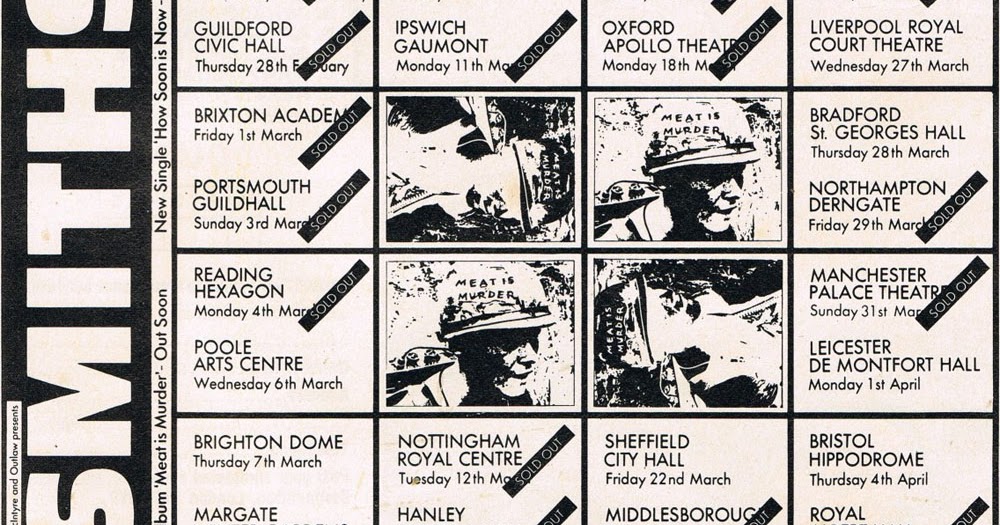 SMITHS
McIntyre and Outlaw presents
New Single 'How Soon is Now -
Album 'Meat is Murder' - Out Soon
GUILDFORD
CIVIC HALL
Thursday 28th February
SOLD OUT
BRIXTON ACADEMY
Friday 1st March
SOLD OUT
PORTSMOUTH
GUILDHALL
Sunday 3rd March
SOLD OUT
READING
HEXAGON
Monday 4th March
SOLD OUT
POOLE
ARTS CENTRE
Wednesday 6th March
BRIGHTON DOME
Thursday 7th March
MARGATE
IPSWICH
GAUMONT
Monday 11th March
SOLD OUT
MEAT IS
MURDER
MEAT IS
MURDER
NOTTINGHAM
ROYAL CENTRE
Tuesday 12th March
SOLD OUT
HANLEY
OXFORD
APOLLO THEATRE
Monday 18th March
SOLD OUT
MEAT IS
MURDER
MEAT IS
MURDER
SHEFFIELD
CITY HALL
Friday 22nd March
MIDDLESBOROUGH
LIVERPOOL ROYAL
COURT THEATRE
Wednesday 27th March
BRADFORD
St. GEORGES HALL
Thursday 28th March
NORTHAMPTON
DERNGATE
Friday 29th March
SOLD OUT
MANCHESTER
PALACE THEATRE
Sunday 31st March
SOLD OUT
LEICESTER
DE MONTFORT HALL
Monday 1st April
BRISTOL
HIPPODROME
Thurdsay 4th April
ROYAL